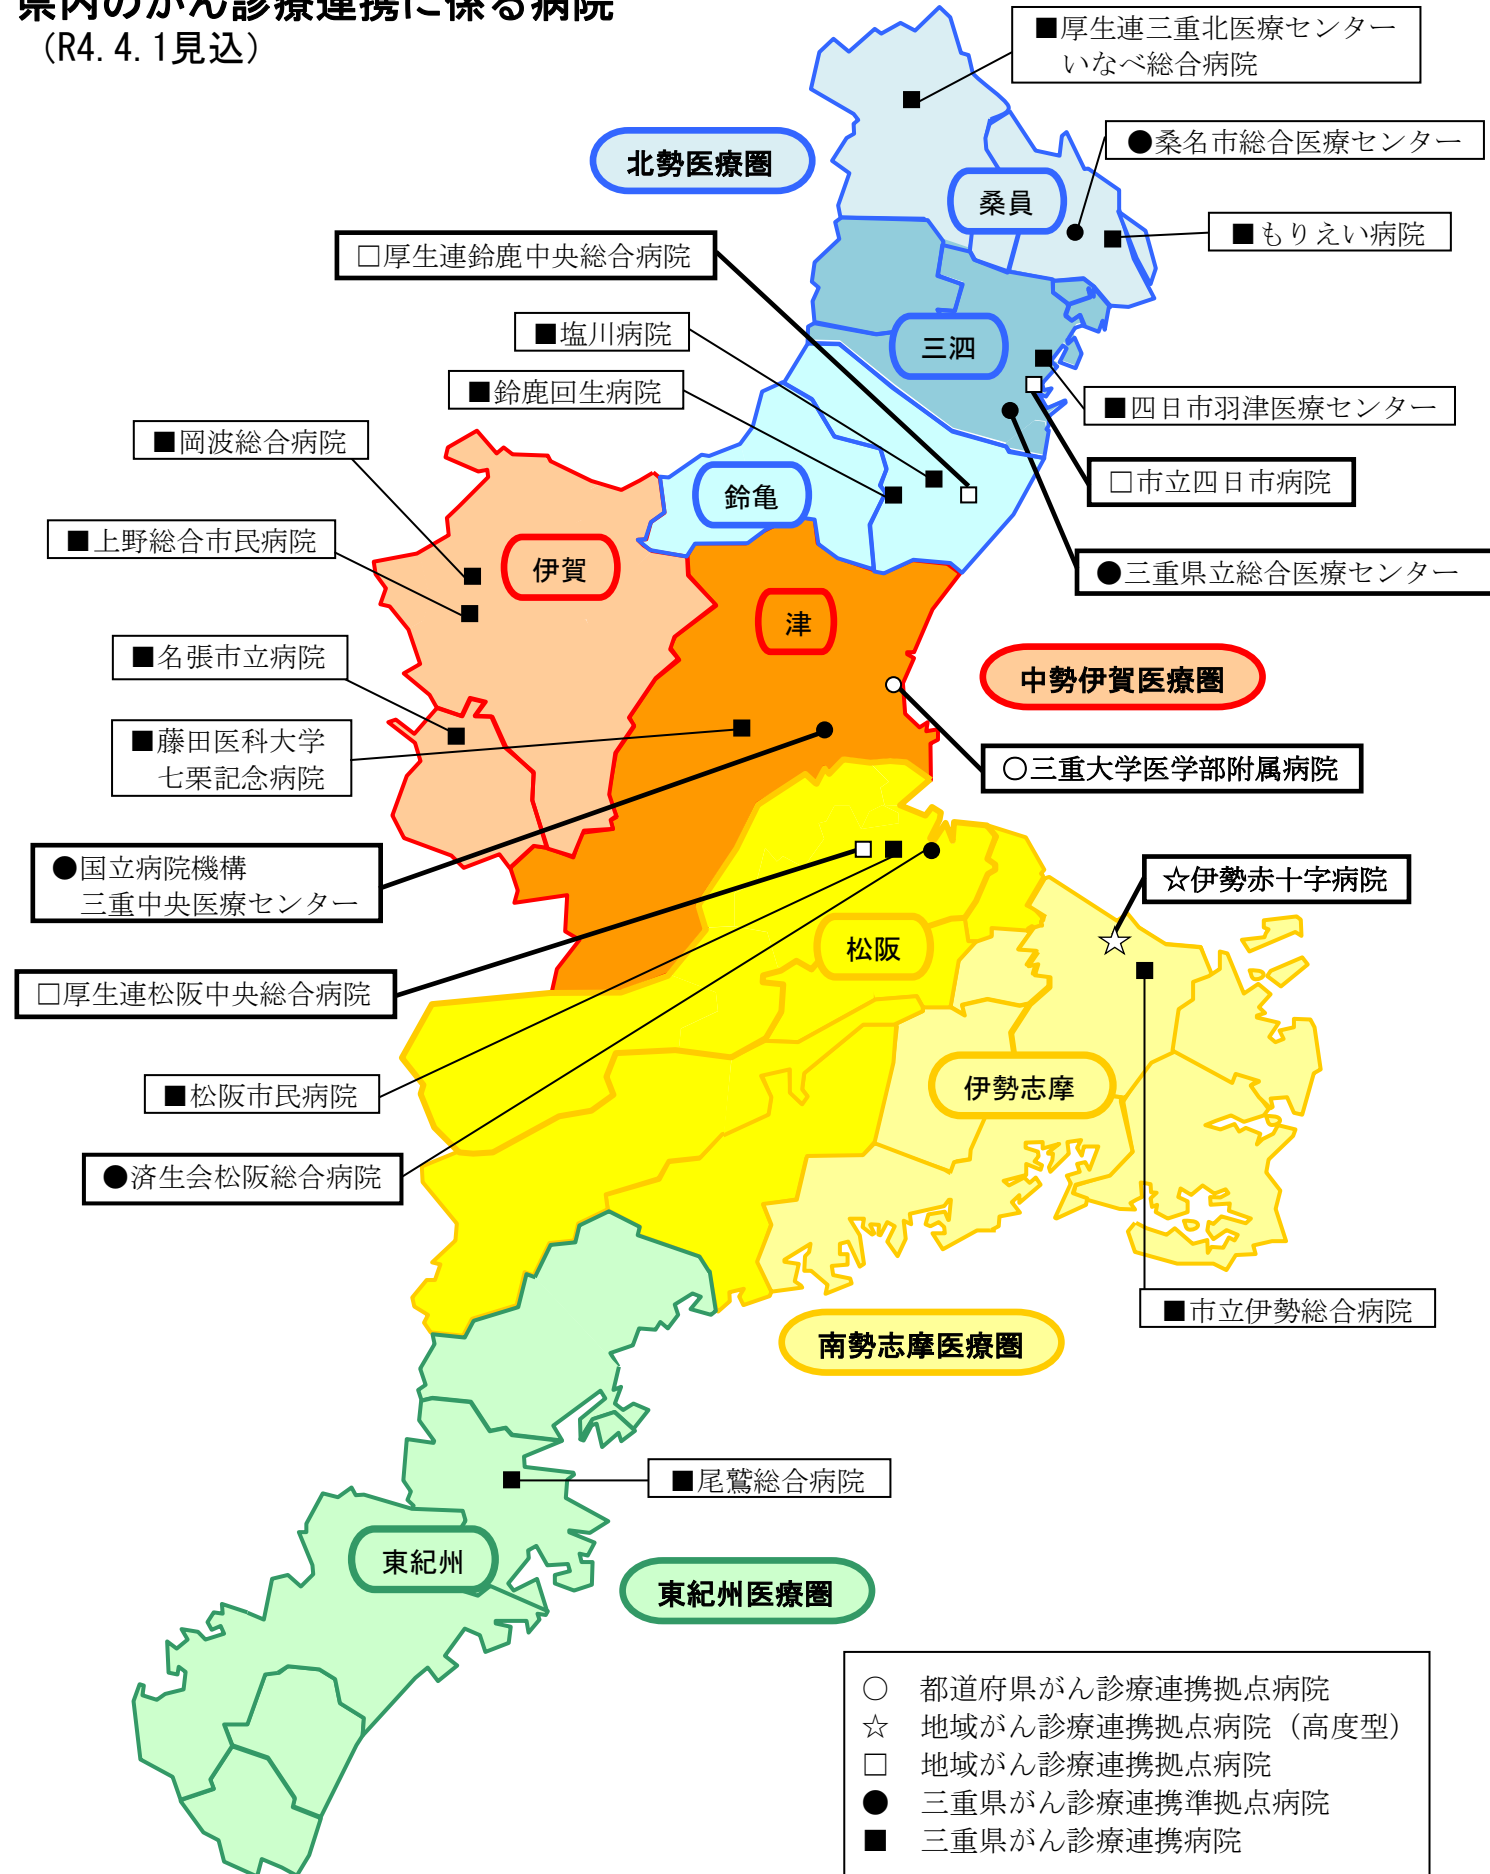 県内のがん診療連携に係る病院
（R4.4.1見込）
■厚生連三重北医療センター
いなべ総合病院
●桑名市総合医療センター
北勢医療圏
桑員
■もりえい病院
□厚生連鈴鹿中央総合病院
■塩川病院
三泗
■鈴鹿回生病院
■四日市羽津医療センター
■岡波総合病院
□市立四日市病院
鈴亀
■上野総合市民病院
伊賀
●三重県立総合医療センター
津
■名張市立病院
中勢伊賀医療圏
■藤田医科大学
七栗記念病院
○三重大学医学部附属病院
●国立病院機構
三重中央医療センター
☆伊勢赤十字病院
松阪
□厚生連松阪中央総合病院
伊勢志摩
■松阪市民病院
●済生会松阪総合病院
■市立伊勢総合病院
南勢志摩医療圏
■尾鷲総合病院
東紀州
東紀州医療圏
○ 都道府県がん診療連携拠点病院
☆ 地域がん診療連携拠点病院（高度型）
□ 地域がん診療連携拠点病院
● 三重県がん診療連携準拠点病院
■ 三重県がん診療連携病院